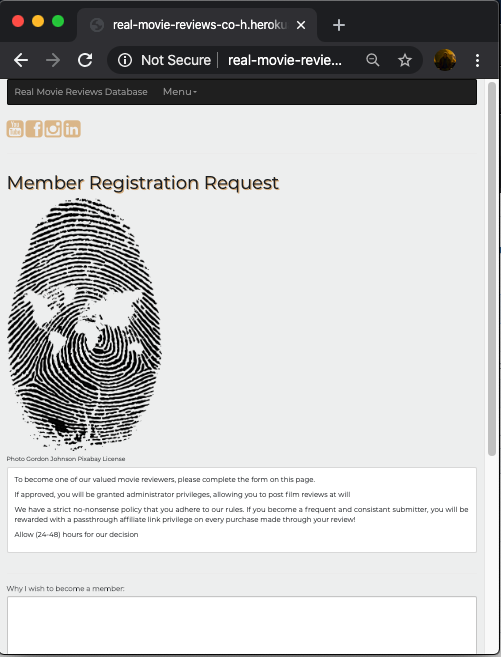 real-movie-reviews-co-h.heroku
Not Secure
real-movie-revie...
Real Movie Reviews Database
Menu
You
Tube
Member Registration Request
Photo Gordon Johnson Pixabay License
To become one of our valued movie reviewers, please complete the form on this page.
If approved, you will be granted administrator privileges, allowing you to post film reviews at will
We have a strict no-nonsense policy that you adhere to our rules. If you become a frequent and consistant submitter, you will be
rewarded with a passthrough affiliate link privilege on every purchase made through your review!
Allow (24-48) hours for our decision
Why I wish to become a member: